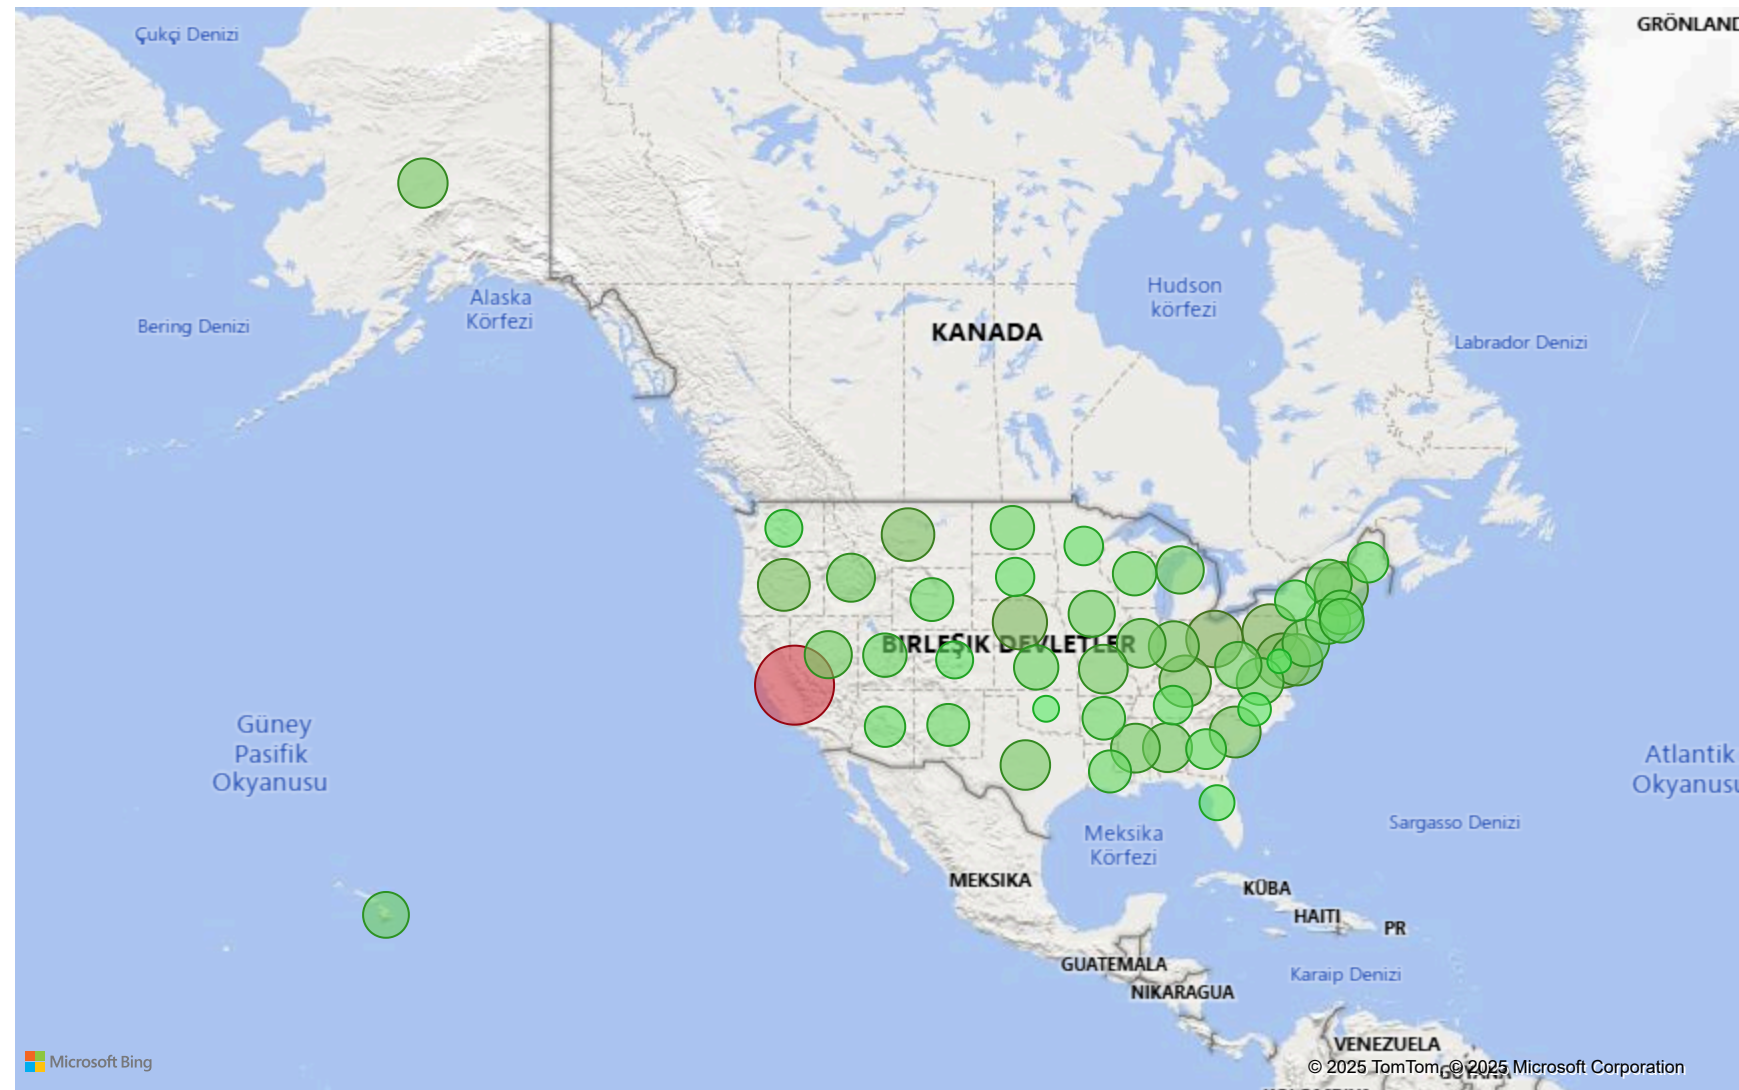 Çukçi Denizi
GRÖNLAND
Alaska
Körfezi
Bering Denizi
Hudson
körfezi
KANADA
Labrador Denizi
BIRLEŞIK DEVLETLER
Güney
Pasifik
Okyanusu
Atlantik
Okyanusu
Meksika
Körfezi
Sargasso Denizi
MEKSIKA
KÜBA
HAITI
PR
GUATEMALA
Karaip Denizi
NIKARAGUA
VENEZUELA
Microsoft Bing
© 2025 TomTom, © 2025 Microsoft Corporation
GUYANA